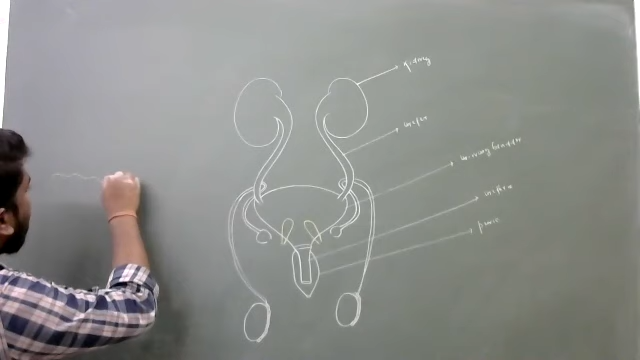 kidney
ureter
urinary bladder
urethra
penis